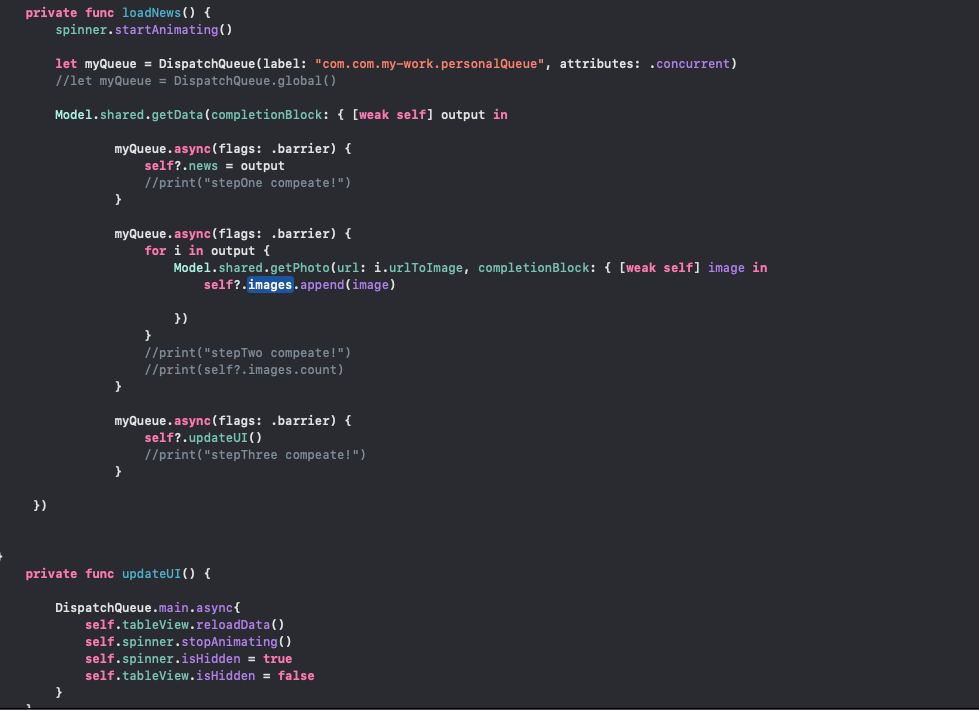 private func loadNews() {
spinner.startAnimating()
let myQueue = DispatchQueue(label: "com.com.my-work.personalQueue", attributes: .concurrent)
//let myQueue = DispatchQueue.global()
Model.shared.getData(completionBlock: { [weak self] output in
myQueue.async(flags: .barrier) {
self?.news = output
//print("stepOne compeate!")
}
myQueue.async(flags: .barrier) {
for i in output {
Model.shared.getPhoto(url: i.urlToImage, completionBlock: { [weak self] image in
self?.images.append(image)
})
}
//print("stepTwo compeate!")
//print(self?.images.count)
}
myQueue.async(flags: .barrier) {
self?.updateUI()
//print("stepThree compeate!")
}
})
}
private func updateUI() {
DispatchQueue.main.async{
self.tableView.reloadData()
self.spinner.stopAnimating()
self.spinner.isHidden = true
self.tableView.isHidden = false
}